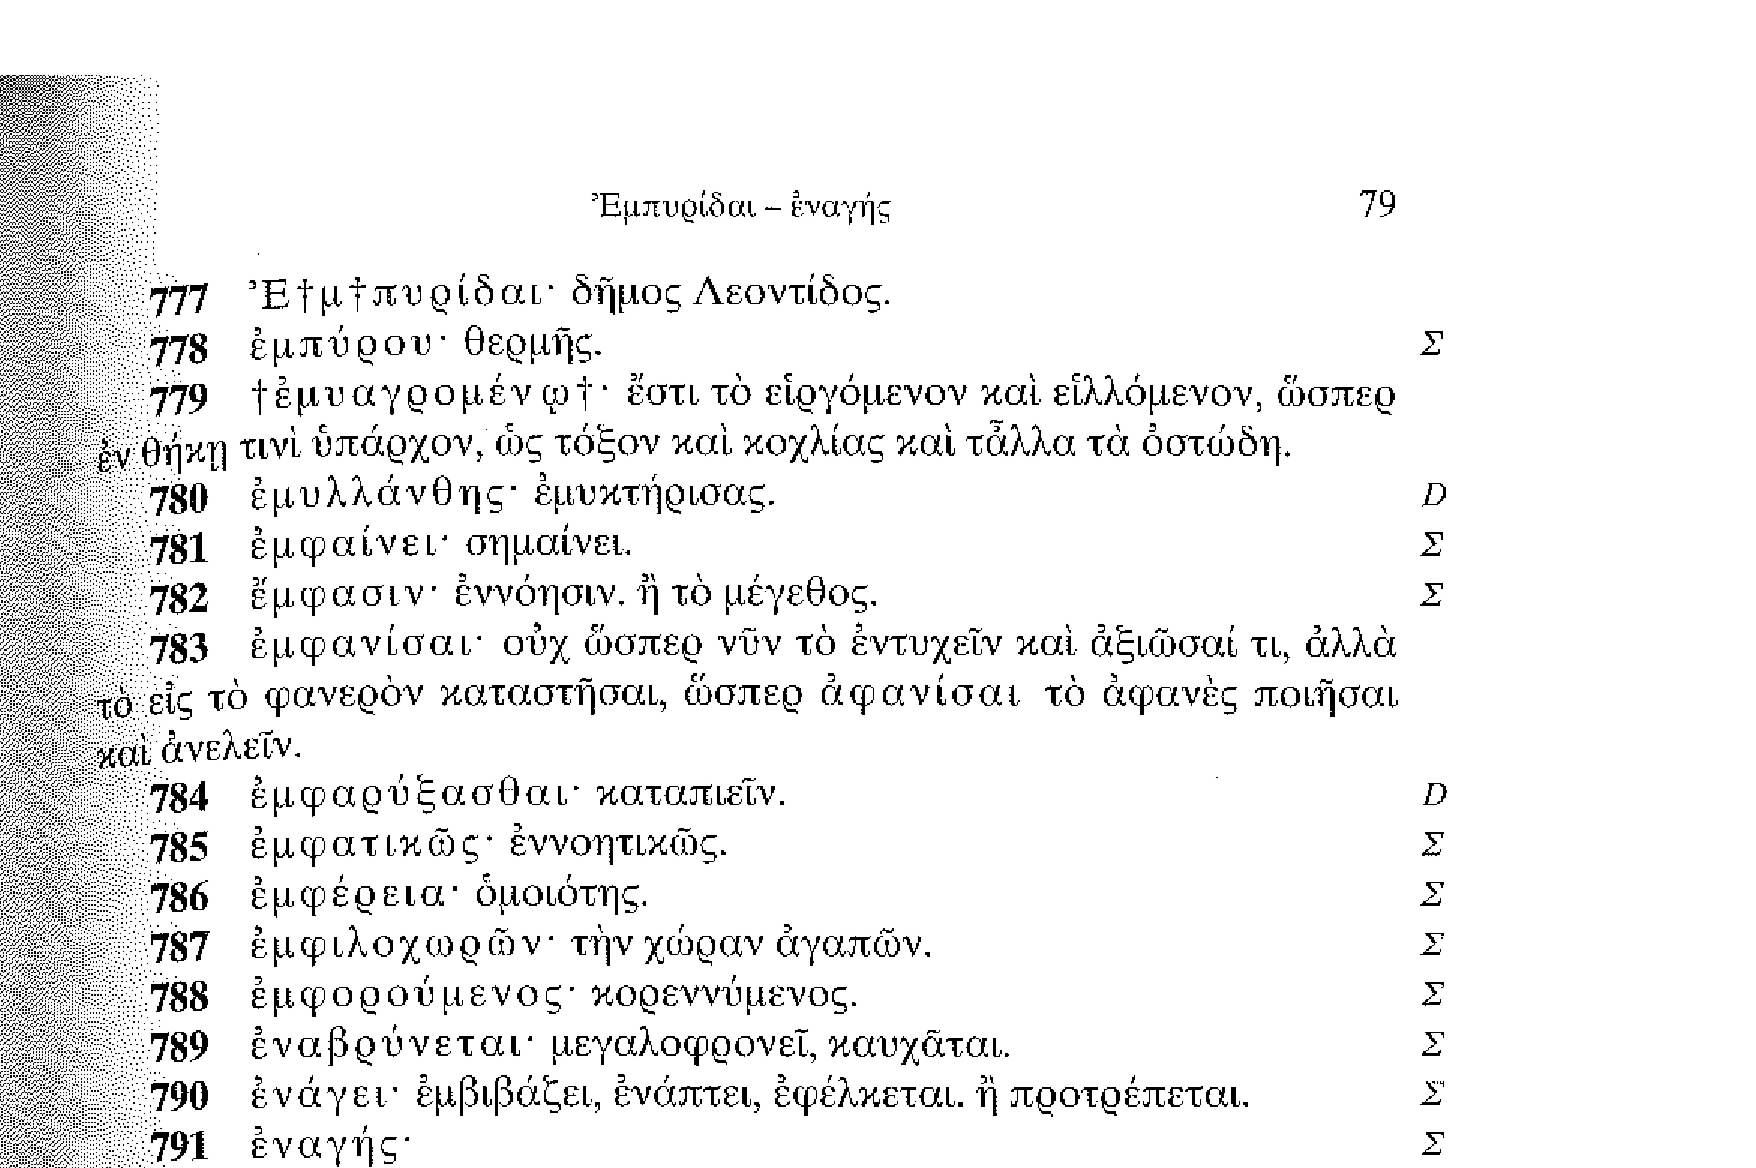 Ἐμπυρίδαι – ἐναγής 79
777 Ἐ†μ†πυρίδαι· δῆμος Λεοντίδος.
778 ἐμπύρου· θερμῆς. Σ
779 †ἐμυαγρομένῳ†· ἔστι τὸ εἰργόμενον καὶ εἰλλόμενον, ὥσπερ
ἐν θήκῃ τινὶ ὑπάρχον, ὡς τόξον καὶ κοχλίας καὶ τἆλλα τὰ ὀστώδη.
780 ἐμυλλάνθης· ἐμυκτήρισας. D
781 ἐμφαίνει· σημαίνει. Σ
782 ἔμφασιν· ἐννόησιν. ἢ τὸ μέγεθος. Σ
783 ἐμφανίσαι· οὐχ ὥσπερ νῦν τὸ ἐντυχεῖν καὶ ἀξιῶσαί τι, ἀλλὰ
τὸ εἰς τὸ φανερὸν καταστῆσαι, ὥσπερ ἀφανίσαι τὸ ἀφανὲς ποιῆσαι
καὶ ἀνελεῖν.
784 ἐμφαρύξασθαι· καταπιεῖν. D
785 ἐμφατικῶς· ἐννοητικῶς. Σ
786 ἐμφέρεια· ὁμοιότης. Σ
787 ἐμφιλοχωρῶν· τὴν χώραν ἀγαπῶν. Σ
788 ἐμφορούμενος· κορεννύμενος. Σ
789 ἐναβρύνεται· μεγαλοφρονεῖ, καυχᾶται. Σ
790 ἐνάγει· ἐμβιβάζει, ἐνάπτει, ἐφέλκεται. ἢ προτρέπεται. Σ
791 ἐναγής· Σ